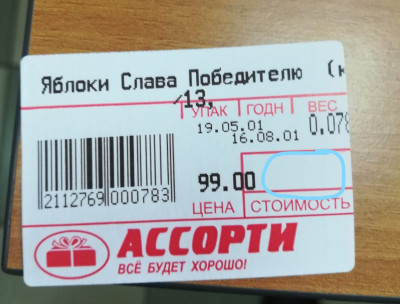 Яблоки Слава Победителю (к
13,
УПАК ГОДН ВЕС
19.05.01
16.08.01 0.078
99.00
2112769 000783
ЦЕНА СТОИМОСТЬ
АССОРТИ
ВСЁ БУДЕТ ХОРОШО!